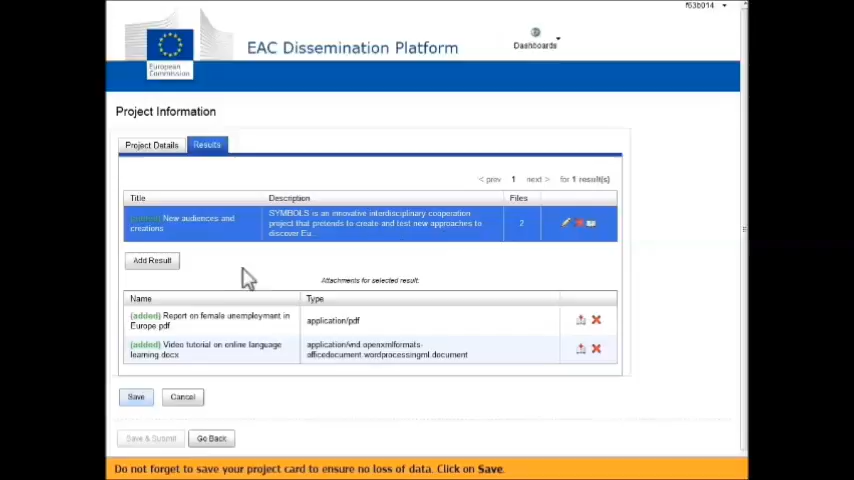 f53b014
European
Commission
EAC Dissemination Platform
Dashboards
Project Information
Project Details
Results
< prev 1 next > for 1 result(s)
Title Description Files
(added) New audiences and
creations
SYMBOLS is an innovative interdisciplinary cooperation
project that pretends to create and test new approaches to
discover Eu...
2
Add Result
Attachments for selected result:
Name Type
(added) Report on female unemployment in
Europe.pdf
application/pdf
(added) Video tutorial on online language
learning.docx
application/vnd.openxmlformats-
officedocument.wordprocessingml.document
Save Cancel
Save & Submit Go Back
Do not forget to save your project card to ensure no loss of data. Click on Save.